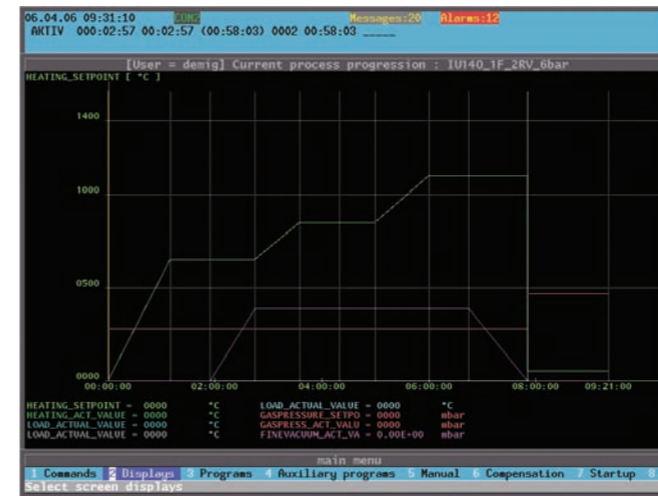 06.04.06 09:31:10 COM2 Messages:20 Alarms:12
AKTIV 000:02:57 00:02:57 (00:58:03) 0002 00:58:03 _____
[User = demig] Current process progression : IU140_1F_2RV_6bar
HEATING_SETPOINT [ °C ]
1400
1000
0500
0000
00:00:00 02:00:00 04:00:00 06:00:00 08:00:00 09:21:00
HEATING_SETPOINT = 0000 °C LOAD_ACTUAL_VALUE = 0000 °C
HEATING_ACT_VALUE = 0000 °C GASPRESSURE_SETPO = 0000 mbar
LOAD_ACTUAL_VALUE = 0000 °C GASPRESS_ACT_VALU = 0000 mbar
LOAD_ACTUAL_VALUE = 0000 °C FINEVACUUM_ACT_VA = 0.00E+00 mbar
main menu
1 Commands 2 Displays 3 Programs 4 Auxiliary programs 5 Manual 6 Compensation 7 Startup 8
Select screen displays